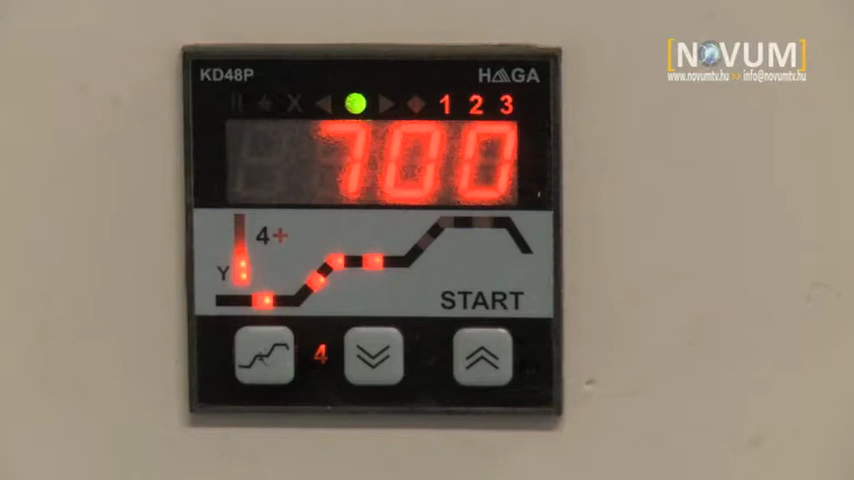 [NOVUM]
www.novumtv.hu >> info@novumtv.hu
KD48P
HAGA
X 1 2 3
700
4+
Y
START
4